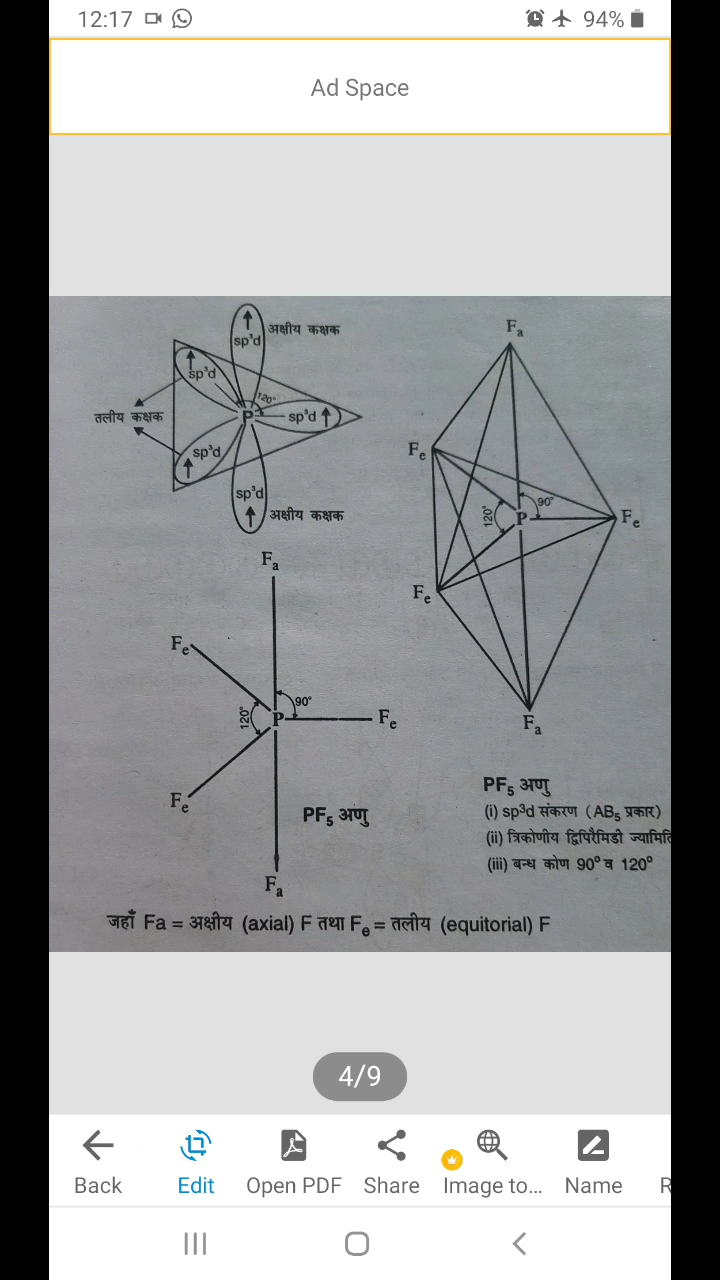 12:17 94%
Ad Space
अक्षीय कक्षक
sp³d
sp³d
120°
तलीय कक्षक
P
sp³d
sp³d
sp³d
अक्षीय कक्षक
Fa
Fe
90°
120°
P
Fe
Fe
Fa
Fa
Fe
90°
120°
P
Fe
Fe
PF₅ अणु
Fa
PF₅ अणु
(i) sp³d संकरण (AB₅ प्रकार)
(ii) त्रिकोणीय द्विपिरैमिडी ज्यामिति
(iii) बन्ध कोण 90° व 120°
जहाँ Fa = अक्षीय (axial) F तथा Fe = तलीय (equitorial) F
4/9
Back Edit Open PDF Share Image to... Name R